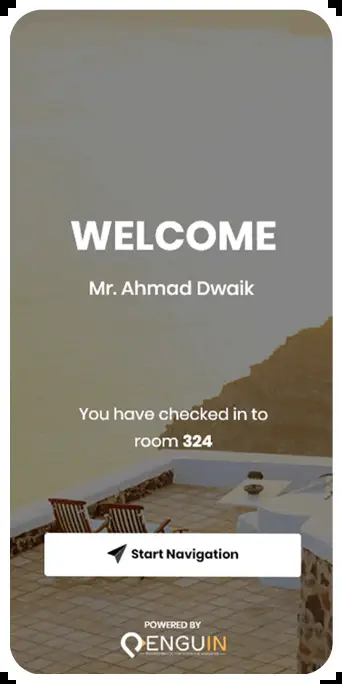 WELCOME
Mr. Ahmad Dwaik
You have checked in to
room 324
Start Navigation
POWERED BY
PENGUIN